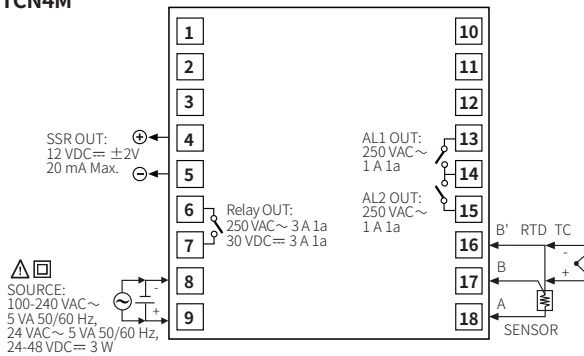 TCN4M
1
2
3
4
5
6
7
8
9
10
11
12
13
14
15
16
17
18
SSR OUT:
12 VDC⎓ ±2V
20 mA Max.
+
-
Relay OUT:
250 VAC～ 3 A 1a
30 VDC⎓ 3 A 1a
SOURCE:
100-240 VAC～
5 VA 50/60 Hz,
24 VAC～ 5 VA 50/60 Hz,
24-48 VDC⎓ 3 W
-
+
AL1 OUT:
250 VAC～
1 A 1a
AL2 OUT:
250 VAC～
1 A 1a
B' RTD TC
B
A
-
+
SENSOR